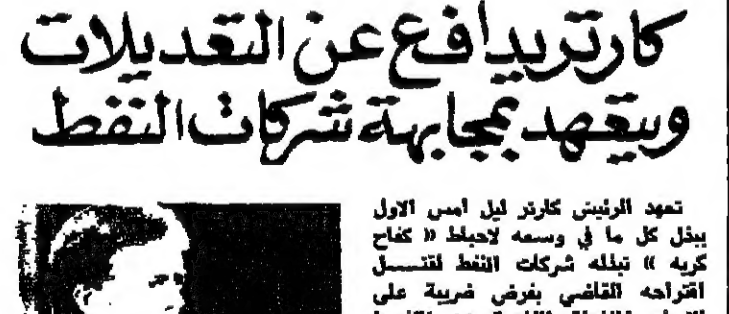 كارتر يدافع عن التعديلات
ويتعهد بمجابهة شركات النفط
تعهد الرئيس كارتر ليل امس الاول
ببذل كل ما في وسعه لاحباط (( كفاح
كريه )) تبذله شركات النفط لقتسل
اقتراحه القاضي بفرض ضريبة على